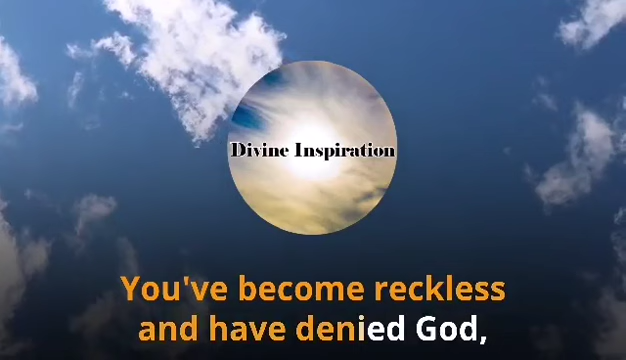 Divine Inspiration
You've become reckless
and have denied God,